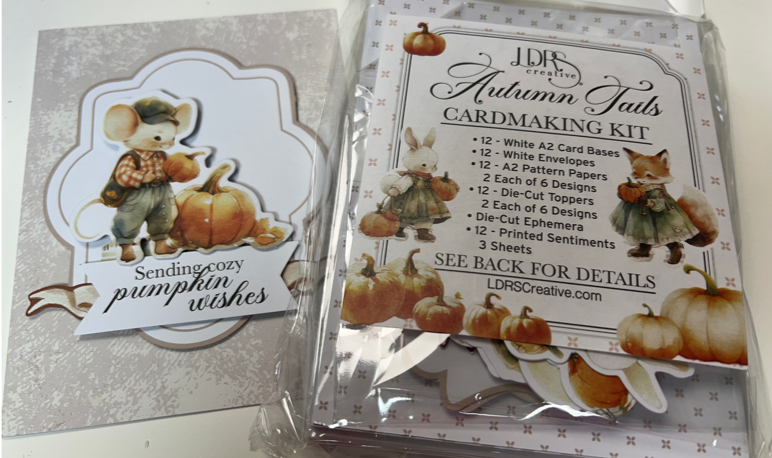 Sending cozy
pumpkin
wishes
LDRS
creative
Autumn Tails
CARDMAKING KIT
• 12 - White A2 Card Bases
• 12 - White Envelopes
• 12 - A2 Pattern Papers
2 Each of 6 Designs
• 12 - Die-Cut Toppers
2 Each of 6 Designs
• Die-Cut Ephemera
• 12 - Printed Sentiments
3 Sheets
SEE BACK FOR DETAILS
LDRSCreative.com